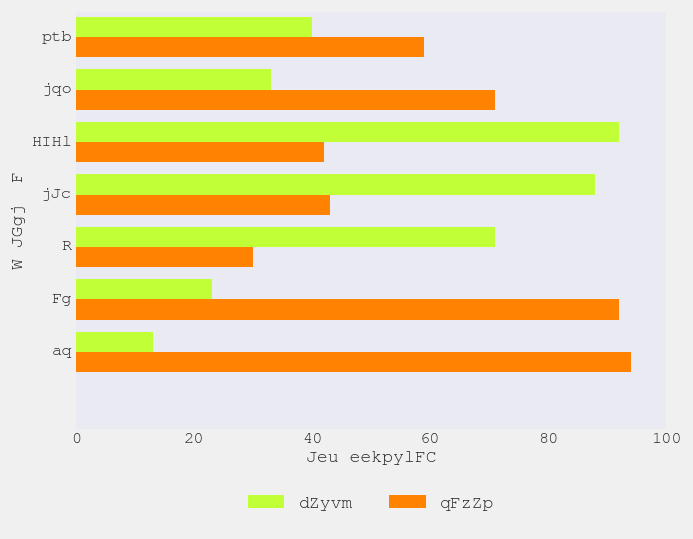 ptb
jqo
HIHl
jJc
R
Fg
aq
W JGgj  F
0 20 40 60 80 100
Jeu eekpylFC
dZyvm qFzZp